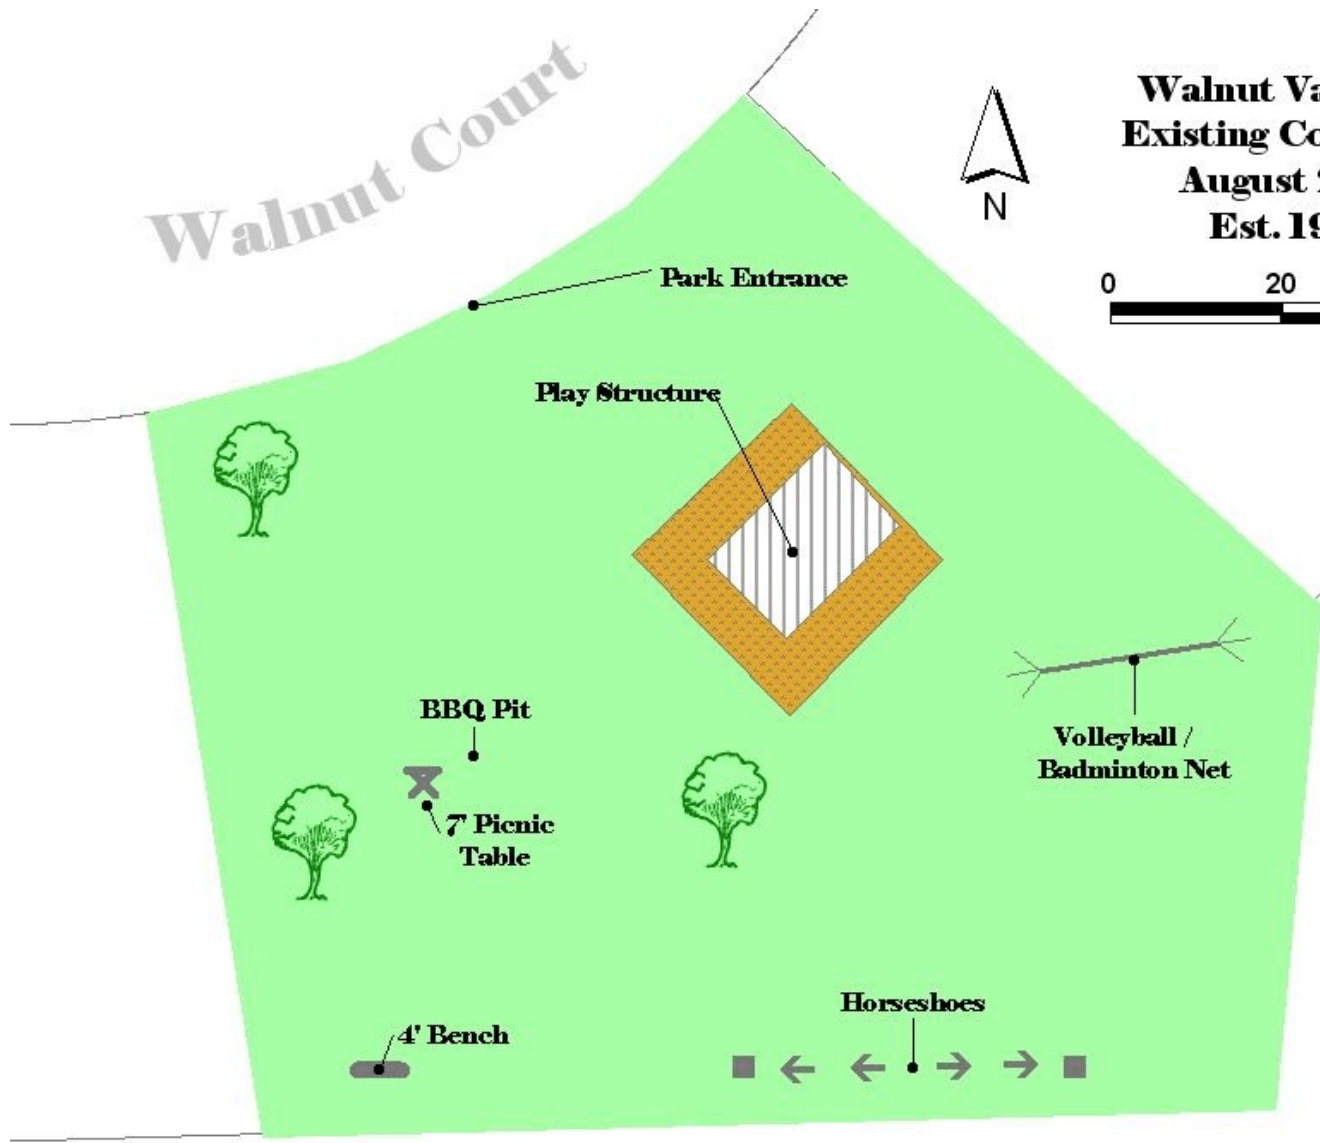 Walnut Court
Walnut Va
Existing Co
August
Est. 19
N
0 20
Park Entrance
Play Structure
BBQ Pit
7' Picnic
Table
Volleyball /
Badminton Net
Horseshoes
4' Bench